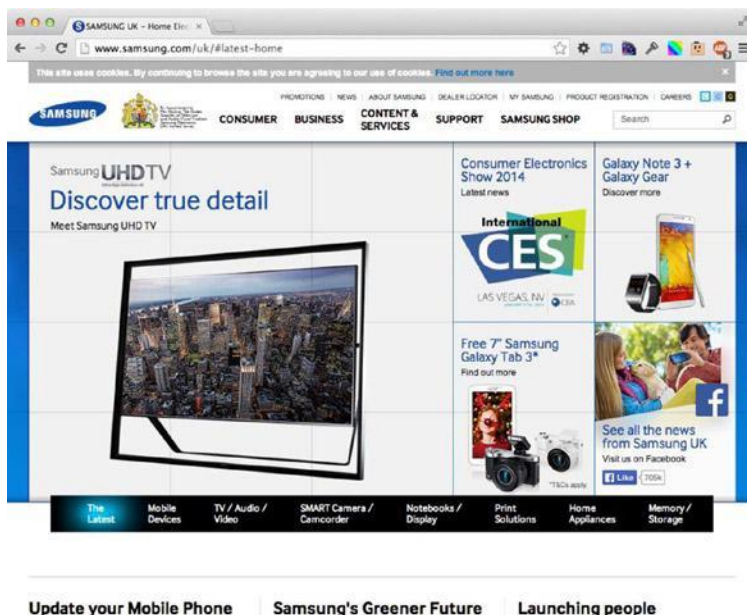 SAMSUNG UK - Home Elec
www.samsung.com/uk/#latest-home
This site uses cookies. By continuing to browse the site you are agreeing to our use of cookies. Find out more here
PROMOTIONS | NEWS | ABOUT SAMSUNG | DEALER LOCATOR | MY SAMSUNG | PRODUCT REGISTRATION | CAREERS
SAMSUNG
CONSUMER
BUSINESS
CONTENT & SERVICES
SUPPORT
SAMSUNG SHOP
Search
Samsung UHD TV
Discover true detail
Meet Samsung UHD TV
Consumer Electronics
Show 2014
Latest news
International
CES
LAS VEGAS, NV
CEA
Galaxy Note 3 +
Galaxy Gear
Discover more
Free 7" Samsung
Galaxy Tab 3*
Find out more
*T&Cs apply
See all the news
from Samsung UK
Visit us on Facebook
Like 705k
The Latest
Mobile Devices
TV / Audio / Video
SMART Camera / Camcorder
Notebooks / Display
Print Solutions
Home Appliances
Memory / Storage
Update your Mobile Phone
Samsung's Greener Future
Launching people